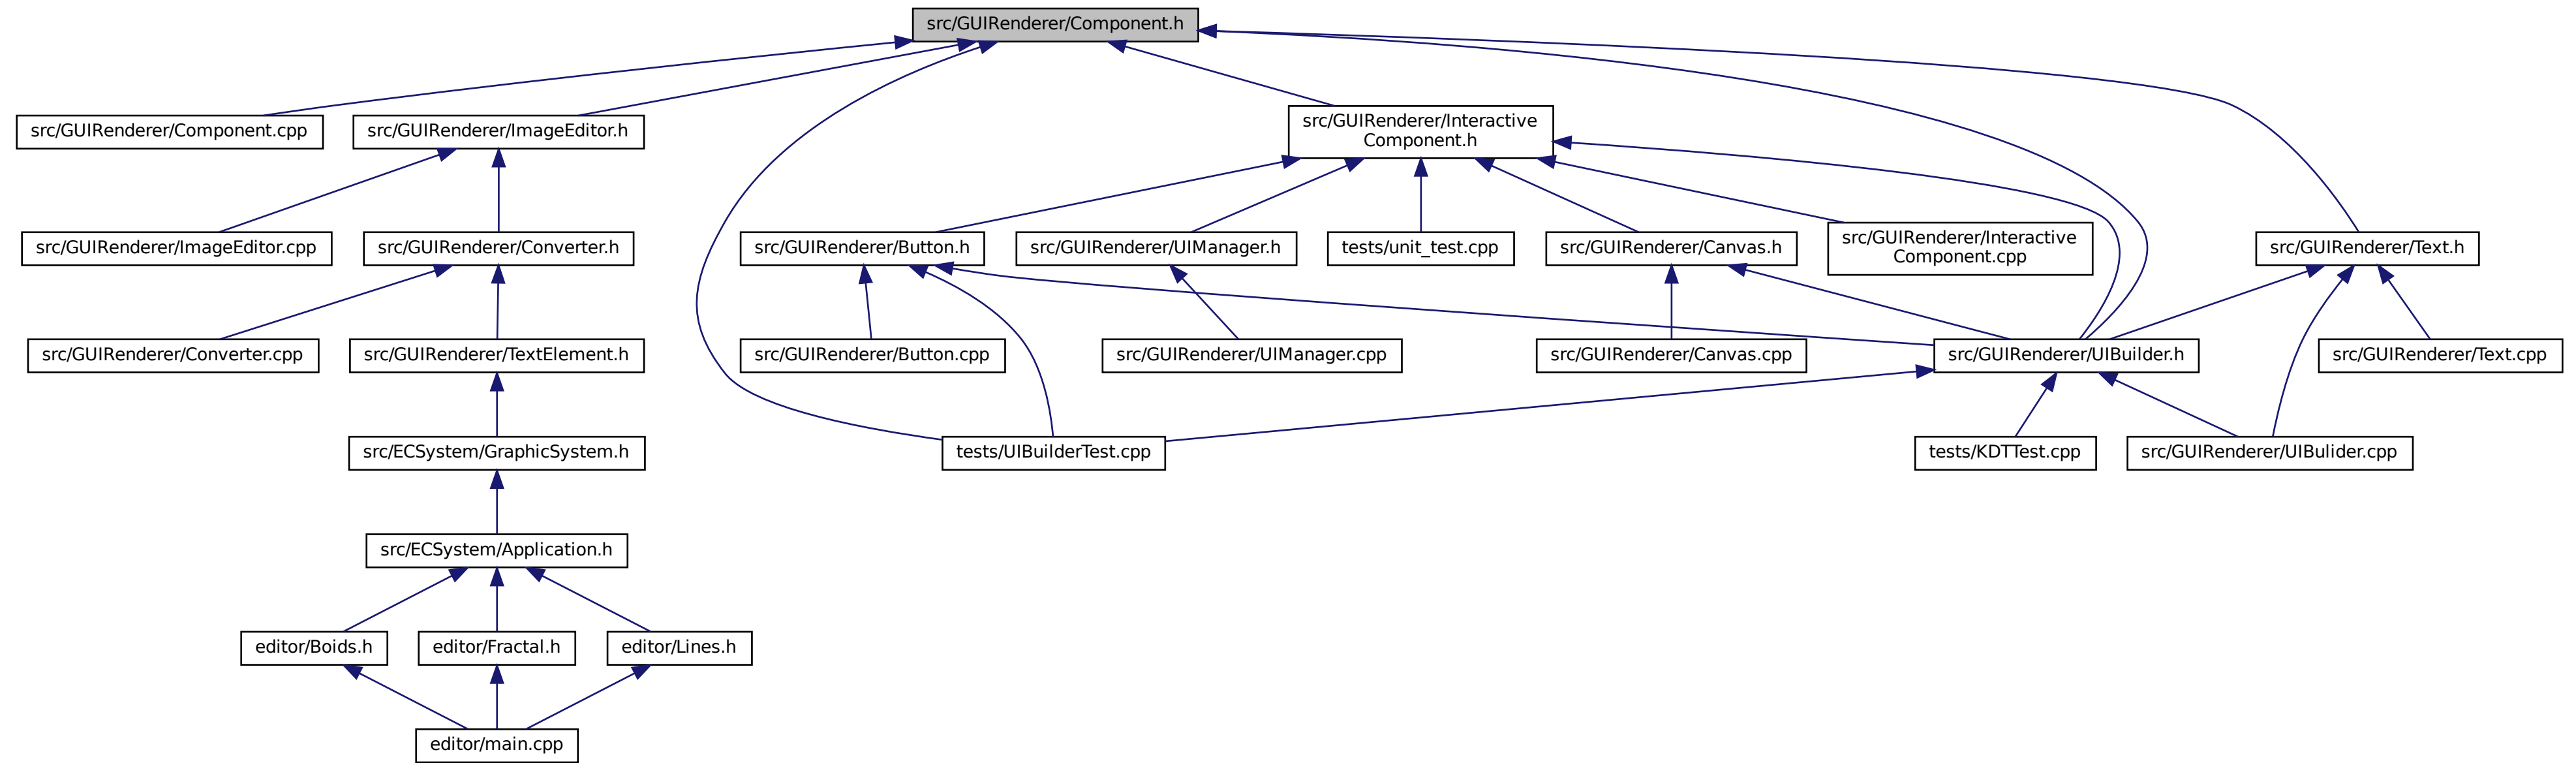 src/GUIRenderer/Component.h
src/GUIRenderer/Component.cpp
src/GUIRenderer/ImageEditor.h
src/GUIRenderer/Interactive
Component.h
src/GUIRenderer/ImageEditor.cpp
src/GUIRenderer/Converter.h
src/GUIRenderer/Button.h
src/GUIRenderer/UIManager.h
tests/unit_test.cpp
src/GUIRenderer/Canvas.h
src/GUIRenderer/Interactive
Component.cpp
src/GUIRenderer/Text.h
src/GUIRenderer/Converter.cpp
src/GUIRenderer/TextElement.h
src/GUIRenderer/Button.cpp
src/GUIRenderer/UIManager.cpp
src/GUIRenderer/Canvas.cpp
src/GUIRenderer/UIBuilder.h
src/GUIRenderer/Text.cpp
src/ECSystem/GraphicSystem.h
tests/UIBuilderTest.cpp
tests/KDTTest.cpp
src/GUIRenderer/UIBulider.cpp
src/ECSystem/Application.h
editor/Boids.h
editor/Fractal.h
editor/Lines.h
editor/main.cpp